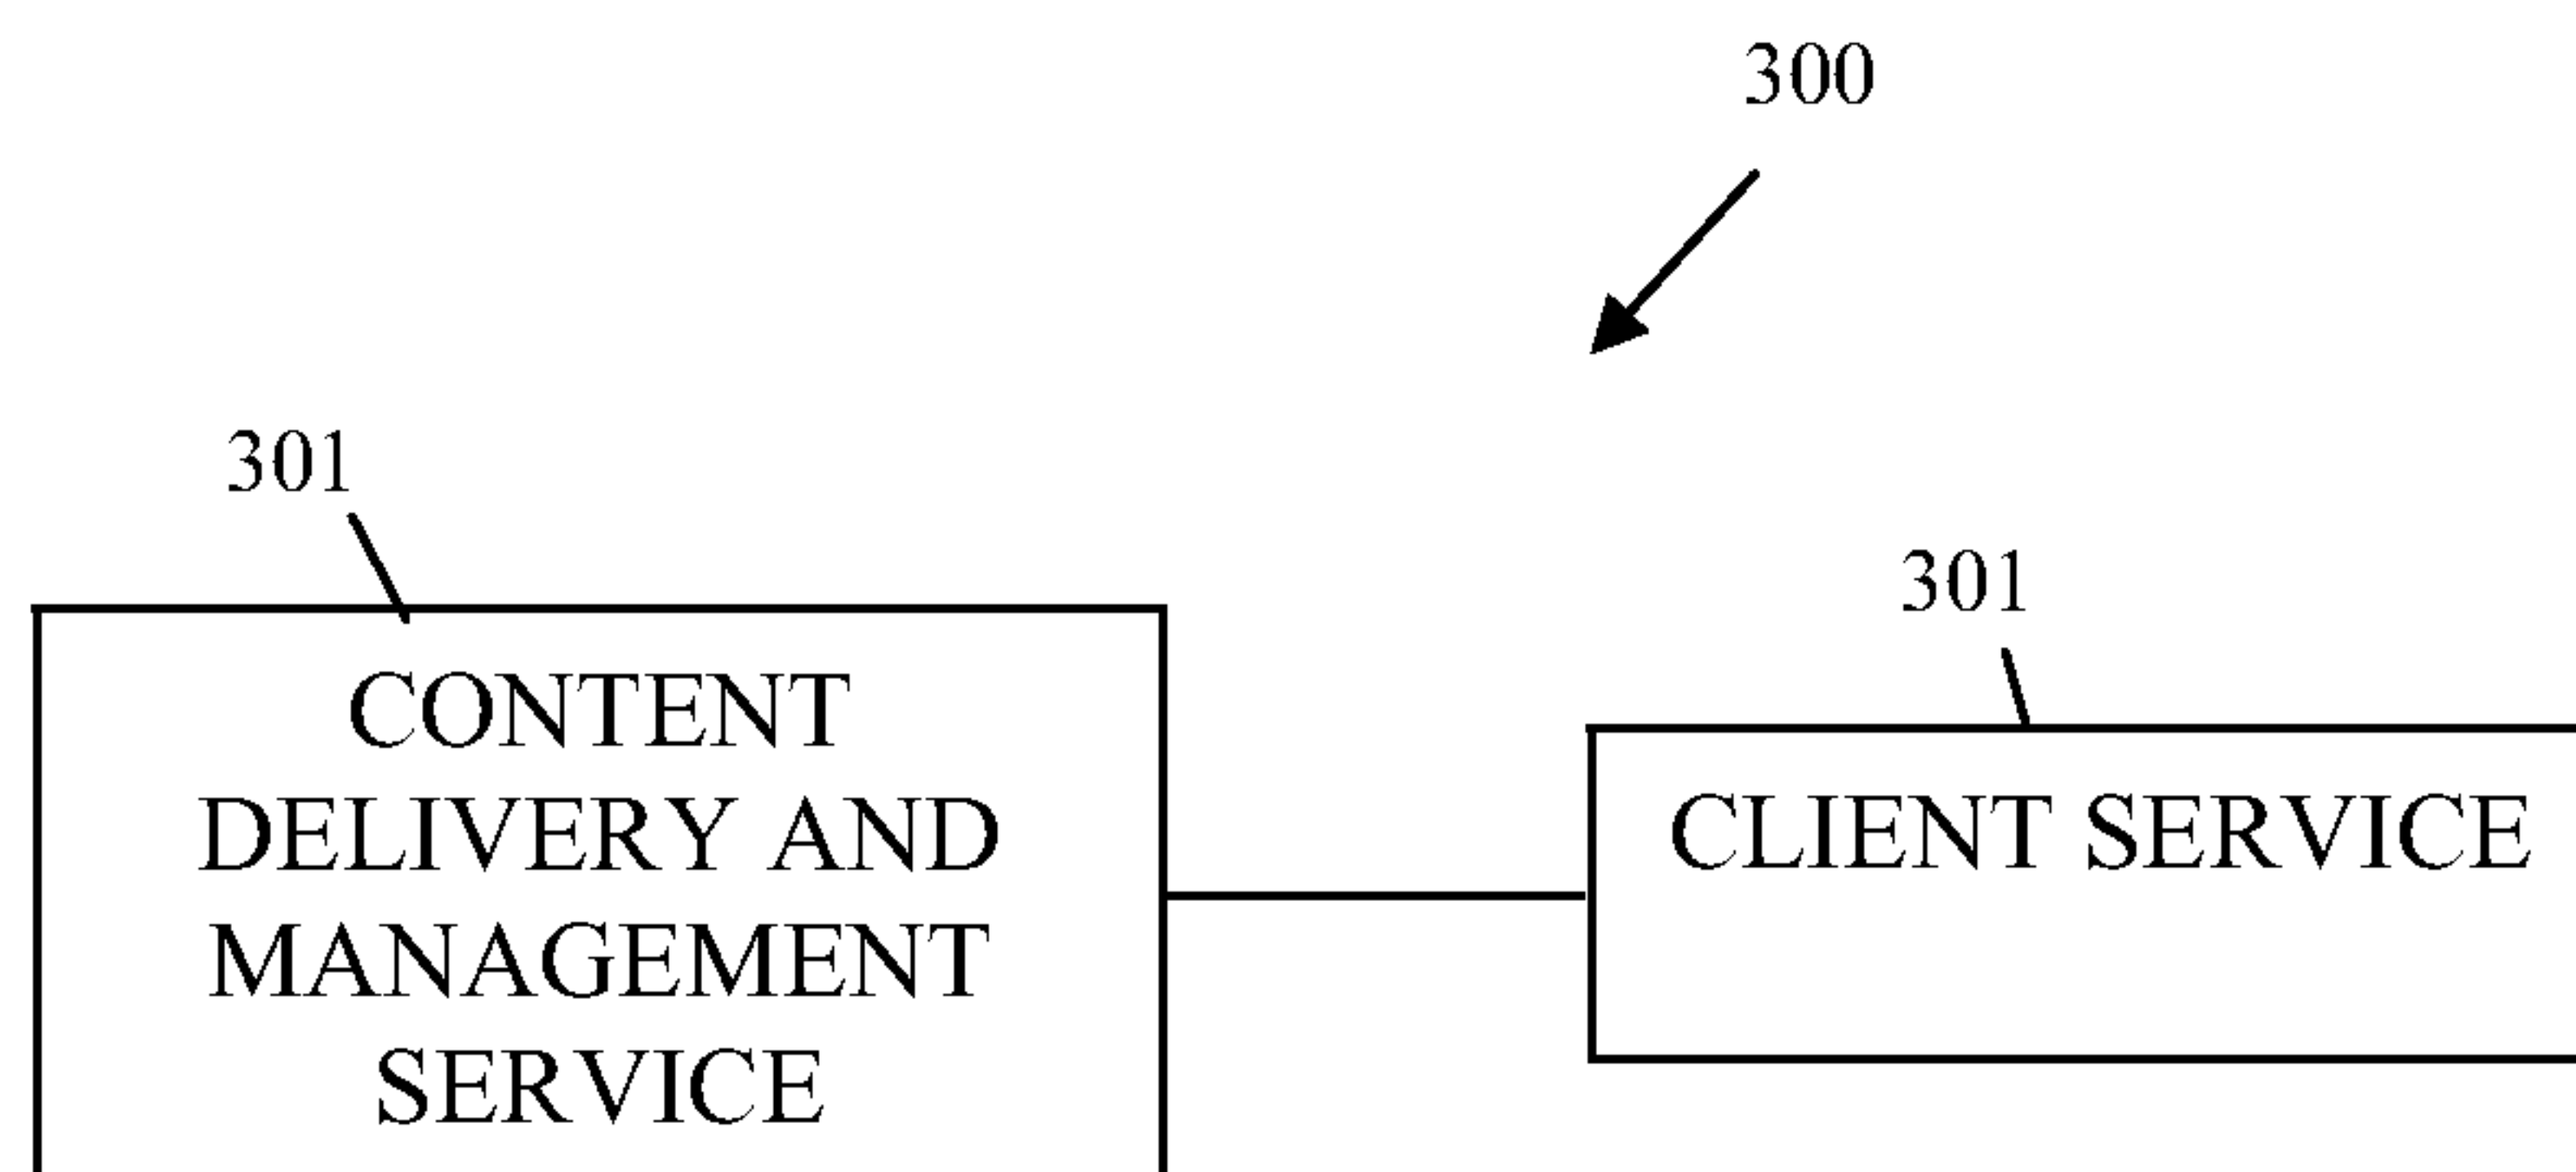 300
301
CONTENT
DELIVERY AND
MANAGEMENT
SERVICE
301
CLIENT SERVICE